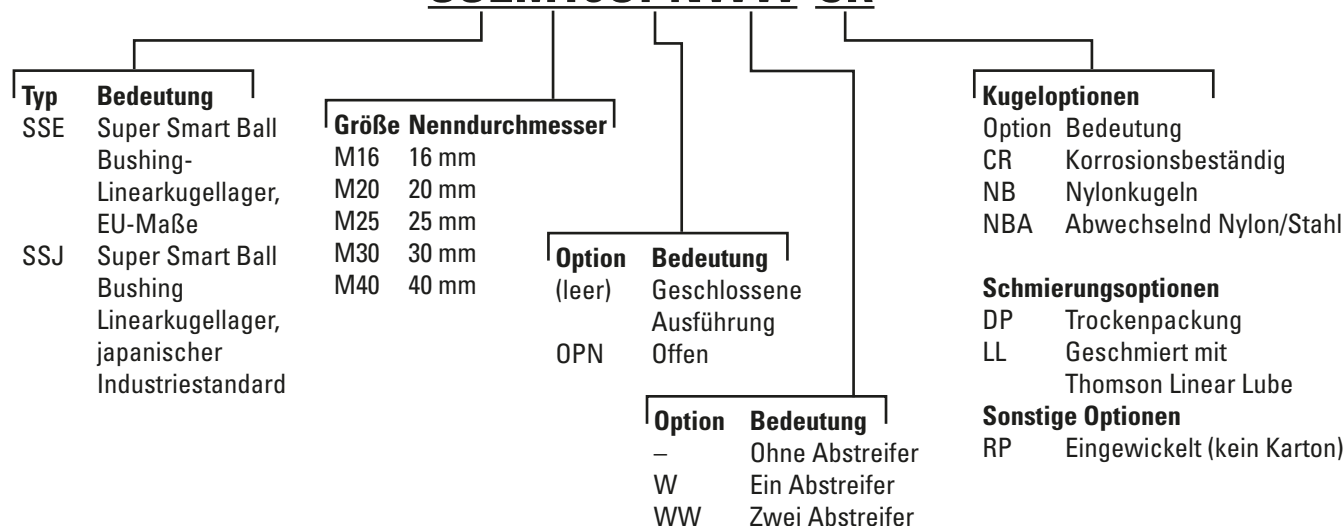 Typ Bedeutung
SSE Super Smart Ball
Bushing-
Linearkugellager,
EU-Maße
SSJ Super Smart Ball
Bushing
Linearkugellager,
japanischer
Industriestandard
Größe Nenndurchmesser
M16 16 mm
M20 20 mm
M25 25 mm
M30 30 mm
M40 40 mm
Option Bedeutung
(leer) Geschlossene
Ausführung
OPN Offen
Option Bedeutung
– Ohne Abstreifer
W Ein Abstreifer
WW Zwei Abstreifer
Kugeloptionen
Option Bedeutung
CR Korrosionsbeständig
NB Nylonkugeln
NBA Abwechselnd Nylon/Stahl
Schmierungsoptionen
DP Trockenpackung
LL Geschmiert mit
Thomson Linear Lube
Sonstige Optionen
RP Eingewickelt (kein Karton)